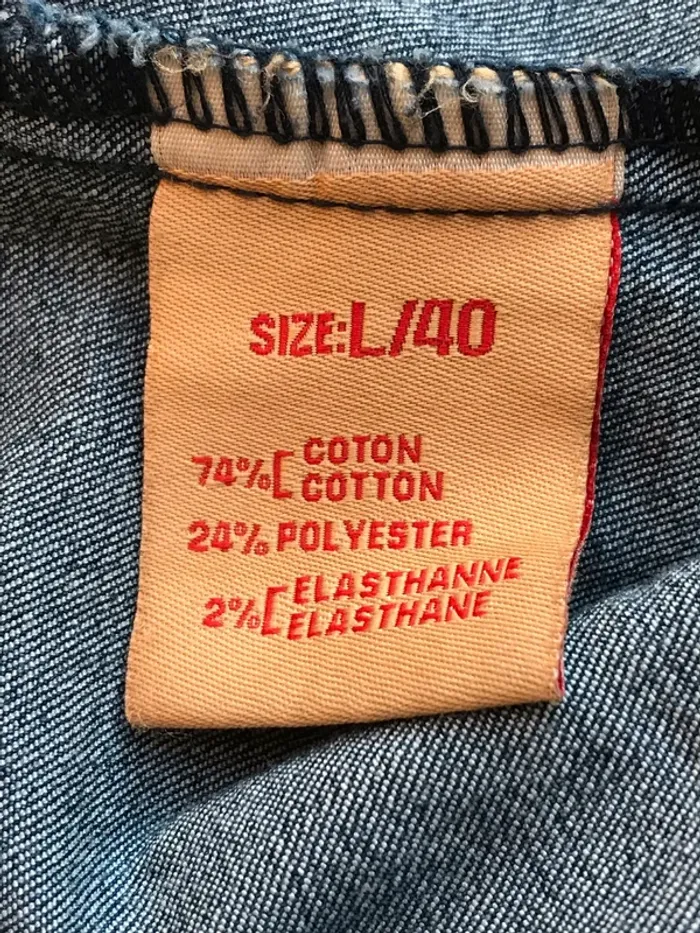 SIZE:L/40
74%[COTON
COTTON
24% POLYESTER
2%[ELASTHANNE
ELASTHANE